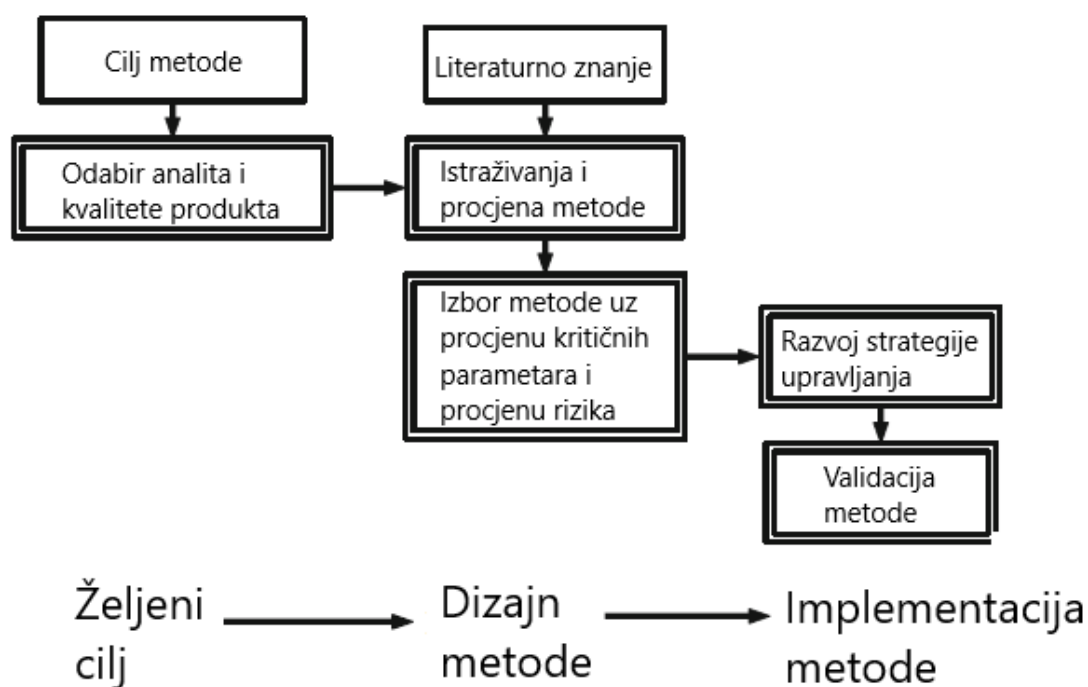 Cilj metode
Literaturno znanje
Odabir analita i
kvalitete produkta
Istraživanja i
procjena metode
Izbor metode uz
procjenu kritičnih
parametara i
procjenu rizika
Razvoj strategije
upravljanja
Validacija
metode
Željeni
cilj
Dizajn
metode
Implementacija
metode